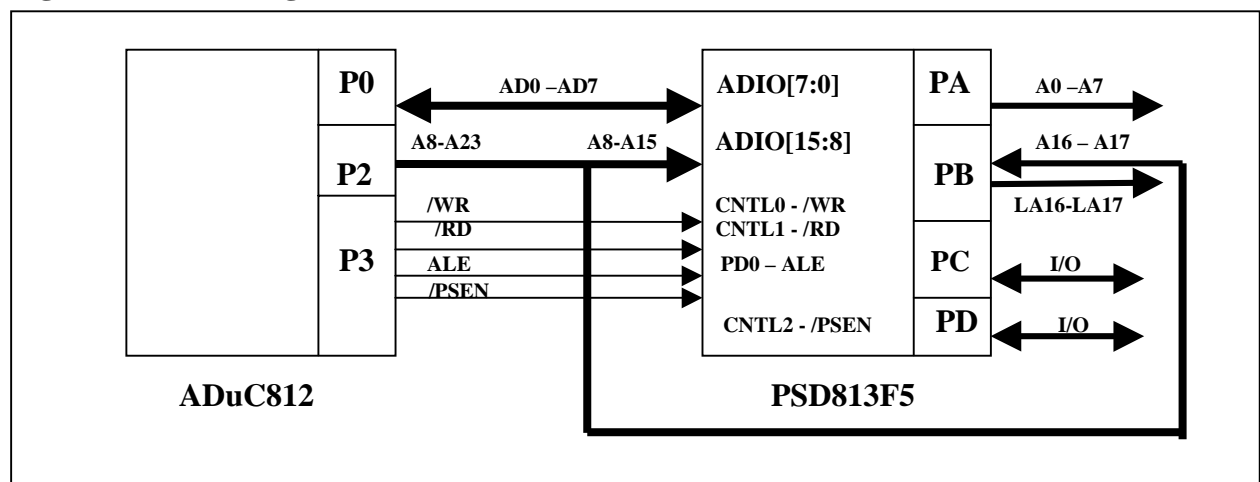 P0
AD0 –AD7
ADIO[7:0]
PA
A0 –A7
A8-A23
A8-A15
ADIO[15:8]
A16 – A17
P2
PB
/WR
CNTL0 - /WR
LA16-LA17
/RD
CNTL1 - /RD
P3
ALE
PD0 – ALE
PC
I/O
/PSEN
CNTL2 - /PSEN
PD
I/O
ADuC812
PSD813F5